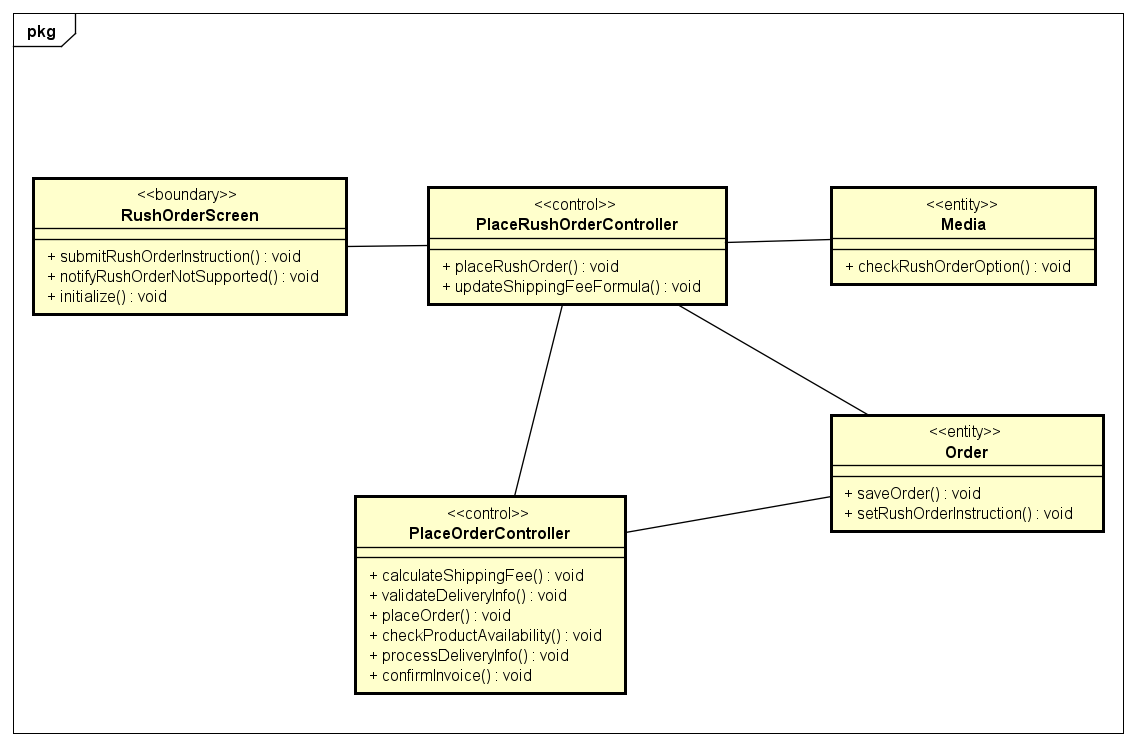 pkg
<<boundary>>
RushOrderScreen
+ submitRushOrderInstruction() : void
+ notifyRushOrderNotSupported() : void
+ initialize() : void
<<control>>
PlaceRushOrderController
+ placeRushOrder() : void
+ updateShippingFeeFormula() : void
<<entity>>
Media
+ checkRushOrderOption() : void
<<entity>>
Order
+ saveOrder() : void
+ setRushOrderInstruction() : void
<<control>>
PlaceOrderController
+ calculateShippingFee() : void
+ validateDeliveryInfo() : void
+ placeOrder() : void
+ checkProductAvailability() : void
+ processDeliveryInfo() : void
+ confirmInvoice() : void